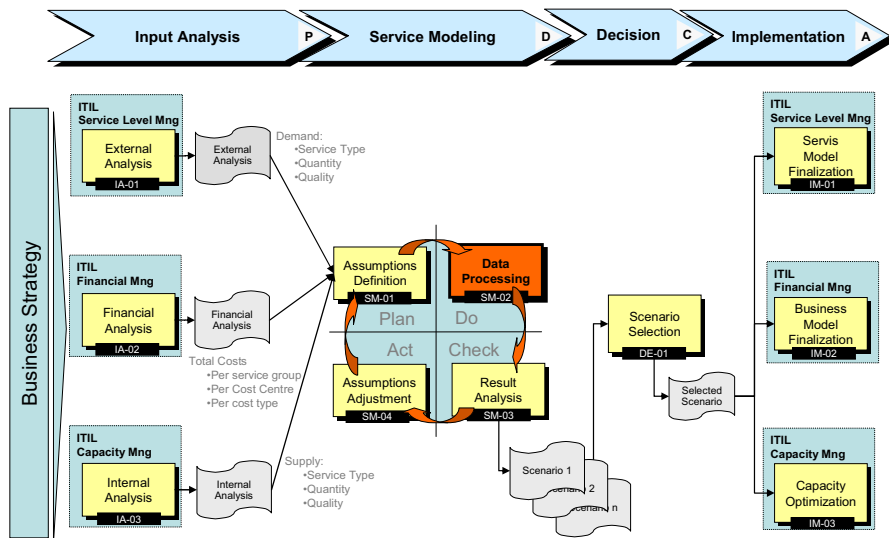 Input Analysis
P
Service Modeling
D
Decision
C
Implementation
A
Business Strategy
ITIL
Service Level Mng
External
Analysis
IA-01
External
Analysis
Demand:
•Service Type
•Quantity
•Quality
ITIL
Financial Mng
Financial
Analysis
IA-02
Financial
Analysis
Total Costs
•Per service group
•Per Cost Centre
•Per cost type
ITIL
Capacity Mng
Internal
Analysis
IA-03
Internal
Analysis
Supply:
•Service Type
•Quantity
•Quality
Assumptions
Definition
SM-01
Data
Processing
SM-02
Plan
Do
Act
Check
Assumptions
Adjustment
SM-04
Result
Analysis
SM-03
Scenario 1
Scenario 2
Scenario n
Scenario
Selection
DE-01
Selected
Scenario
ITIL
Service Level Mng
Servis
Model
Finalization
IM-01
ITIL
Financial Mng
Business
Model
Finalization
IM-02
ITIL
Capacity Mng
Capacity
Optimization
IM-03